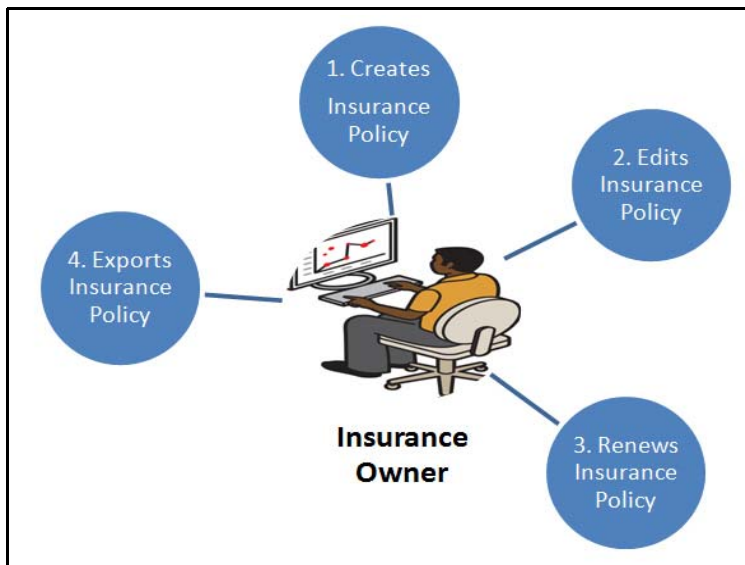 1. Creates
Insurance
Policy
2. Edits
Insurance
Policy
3. Renews
Insurance
Policy
4. Exports
Insurance
Policy
Insurance
Owner